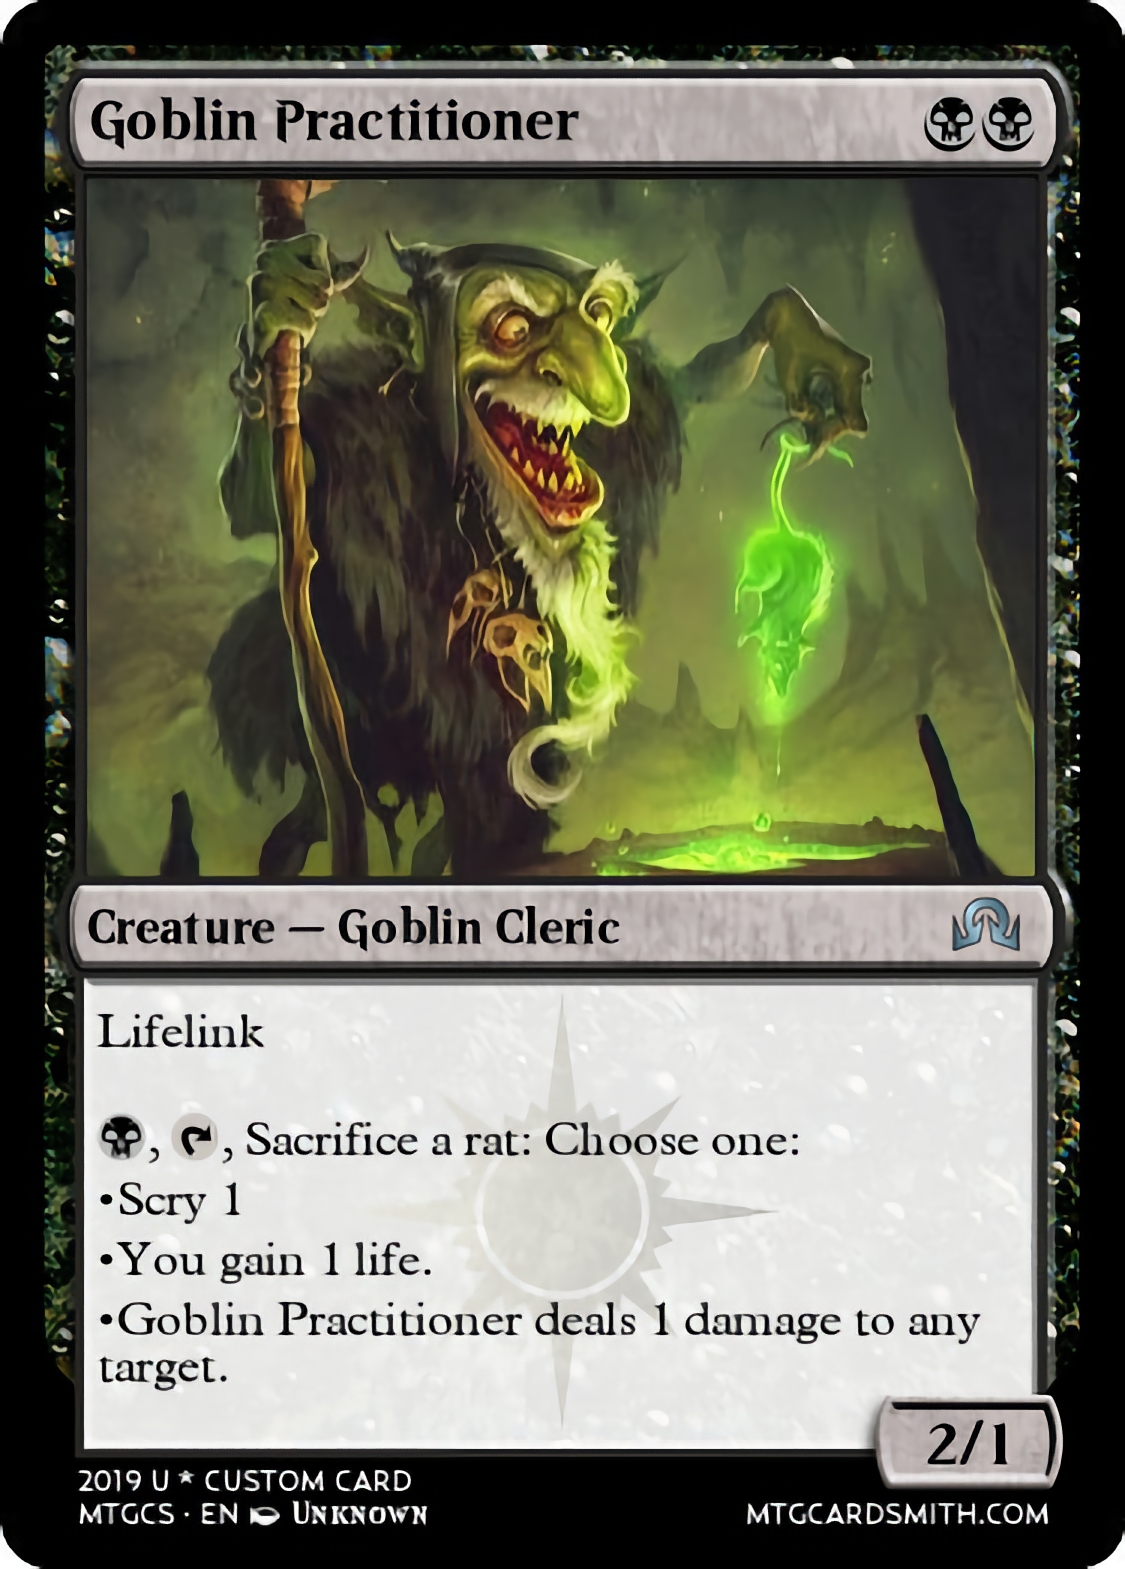 Goblin Practitioner
Creature — Goblin Cleric
Lifelink
, , Sacrifice a rat: Choose one:
•Scry 1
•You gain 1 life.
•Goblin Practitioner deals 1 damage to any
target.
2/1
2019 U * CUSTOM CARD
MTGCS · EN UNKNOWN
MTGCARDSMITH.COM